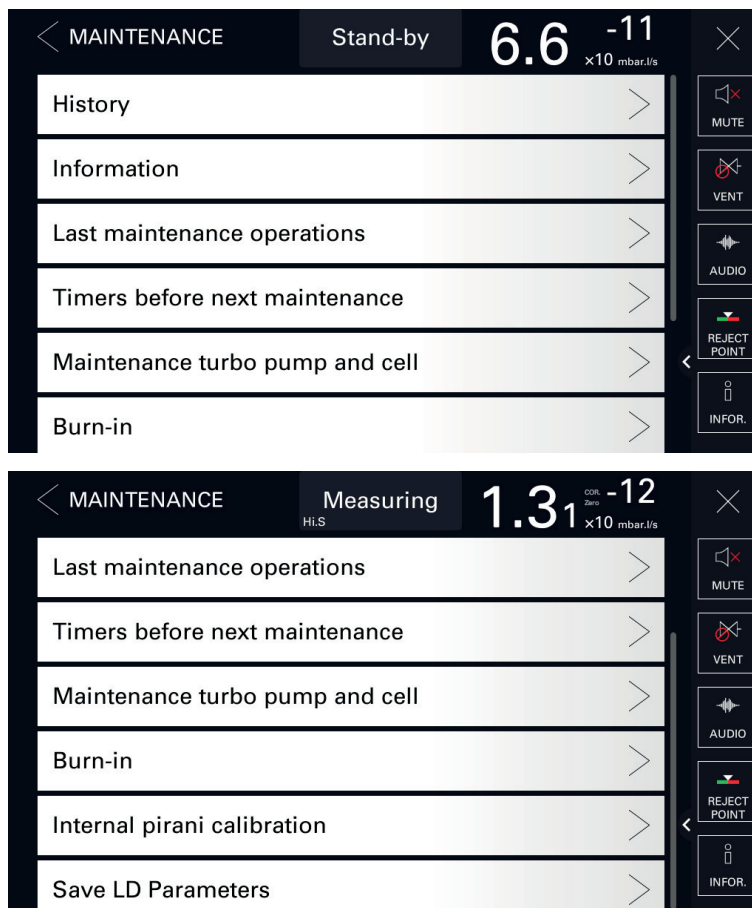 MAINTENANCE
Stand-by
6.6 x10 -11 mbar.l/s
History
Information
Last maintenance operations
Timers before next maintenance
Maintenance turbo pump and cell
Burn-in
MUTE
VENT
AUDIO
REJECT
POINT
INFOR.
MAINTENANCE
Measuring
Hi.S
1.31 COR. Zero x10 -12 mbar.l/s
Last maintenance operations
Timers before next maintenance
Maintenance turbo pump and cell
Burn-in
Internal pirani calibration
Save LD Parameters
MUTE
VENT
AUDIO
REJECT
POINT
INFOR.